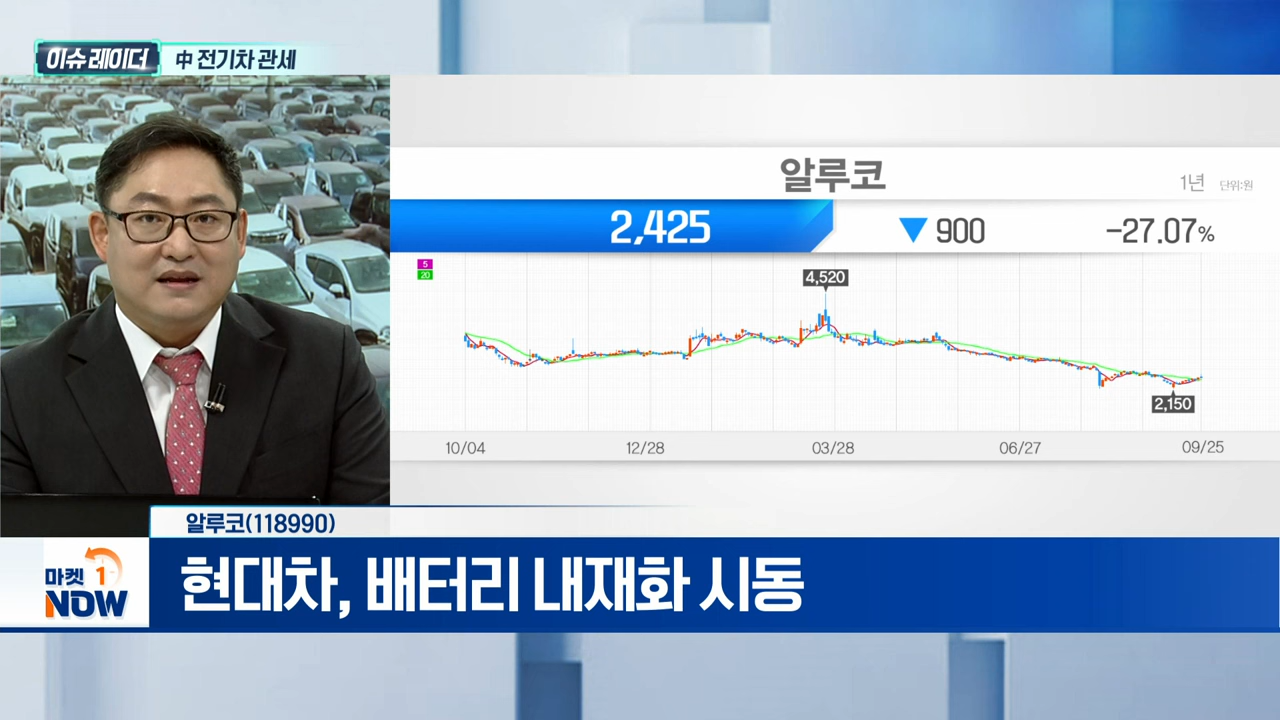 이슈레이더 中 전기차 관세
알루코
1년 단위:원
2,425 ▼ 900 -27.07%
5
20
4,520
2,150
10/04 12/28 03/28 06/27 09/25
알루코(118990)
마켓 1
NOW
현대차, 배터리 내재화 시동